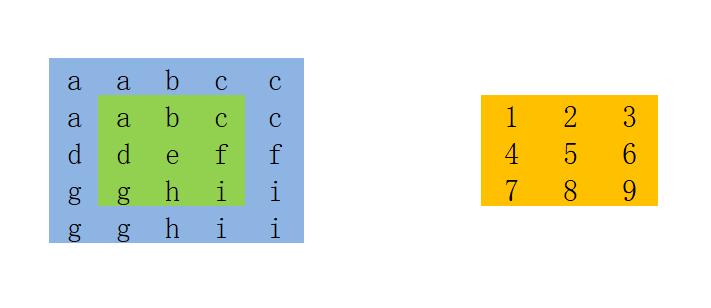 a a b c c
a a b c c 1 2 3
d d e f f 4 5 6
g g h i i 7 8 9
g g h i i